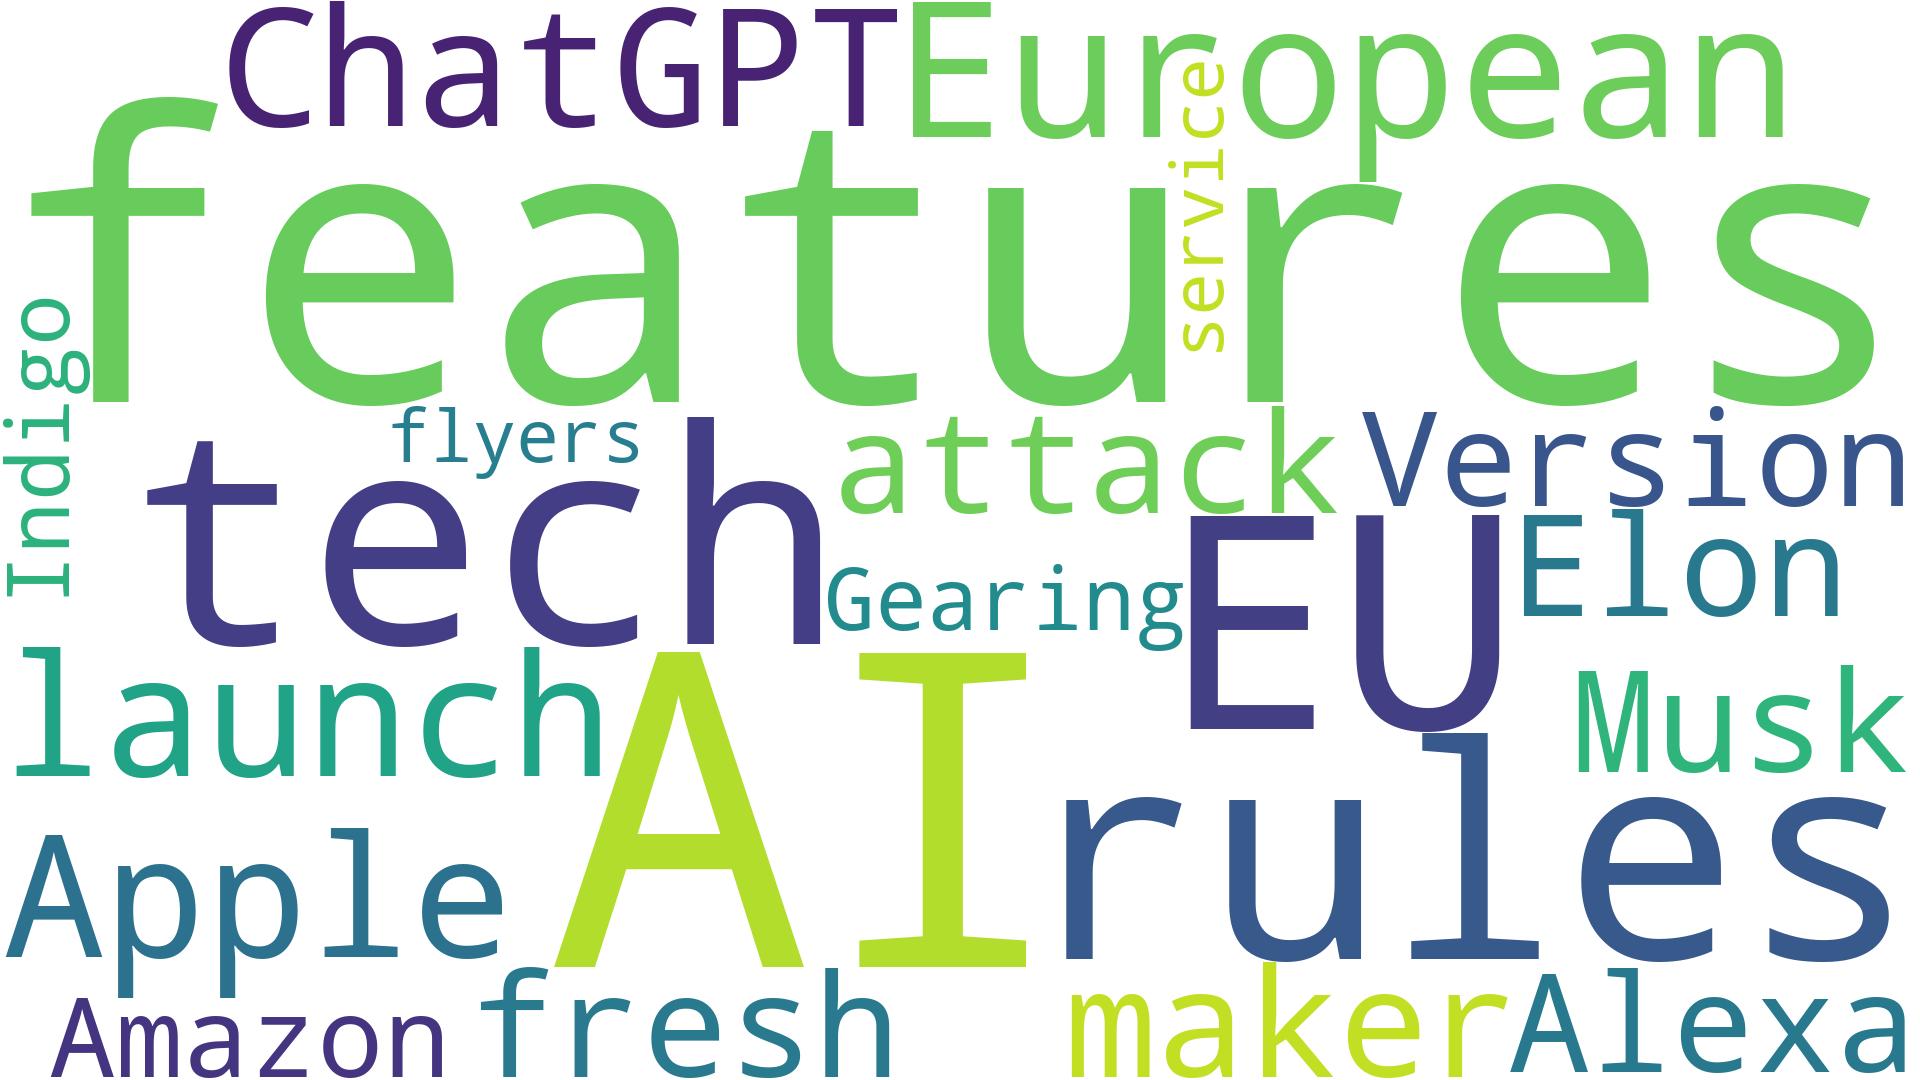 ChatGPT European
service
features
Indigo
flyers attack Version
tech EU Elon
Gearing
launch AI Musk
Apple rules
Amazon fresh maker Alexa